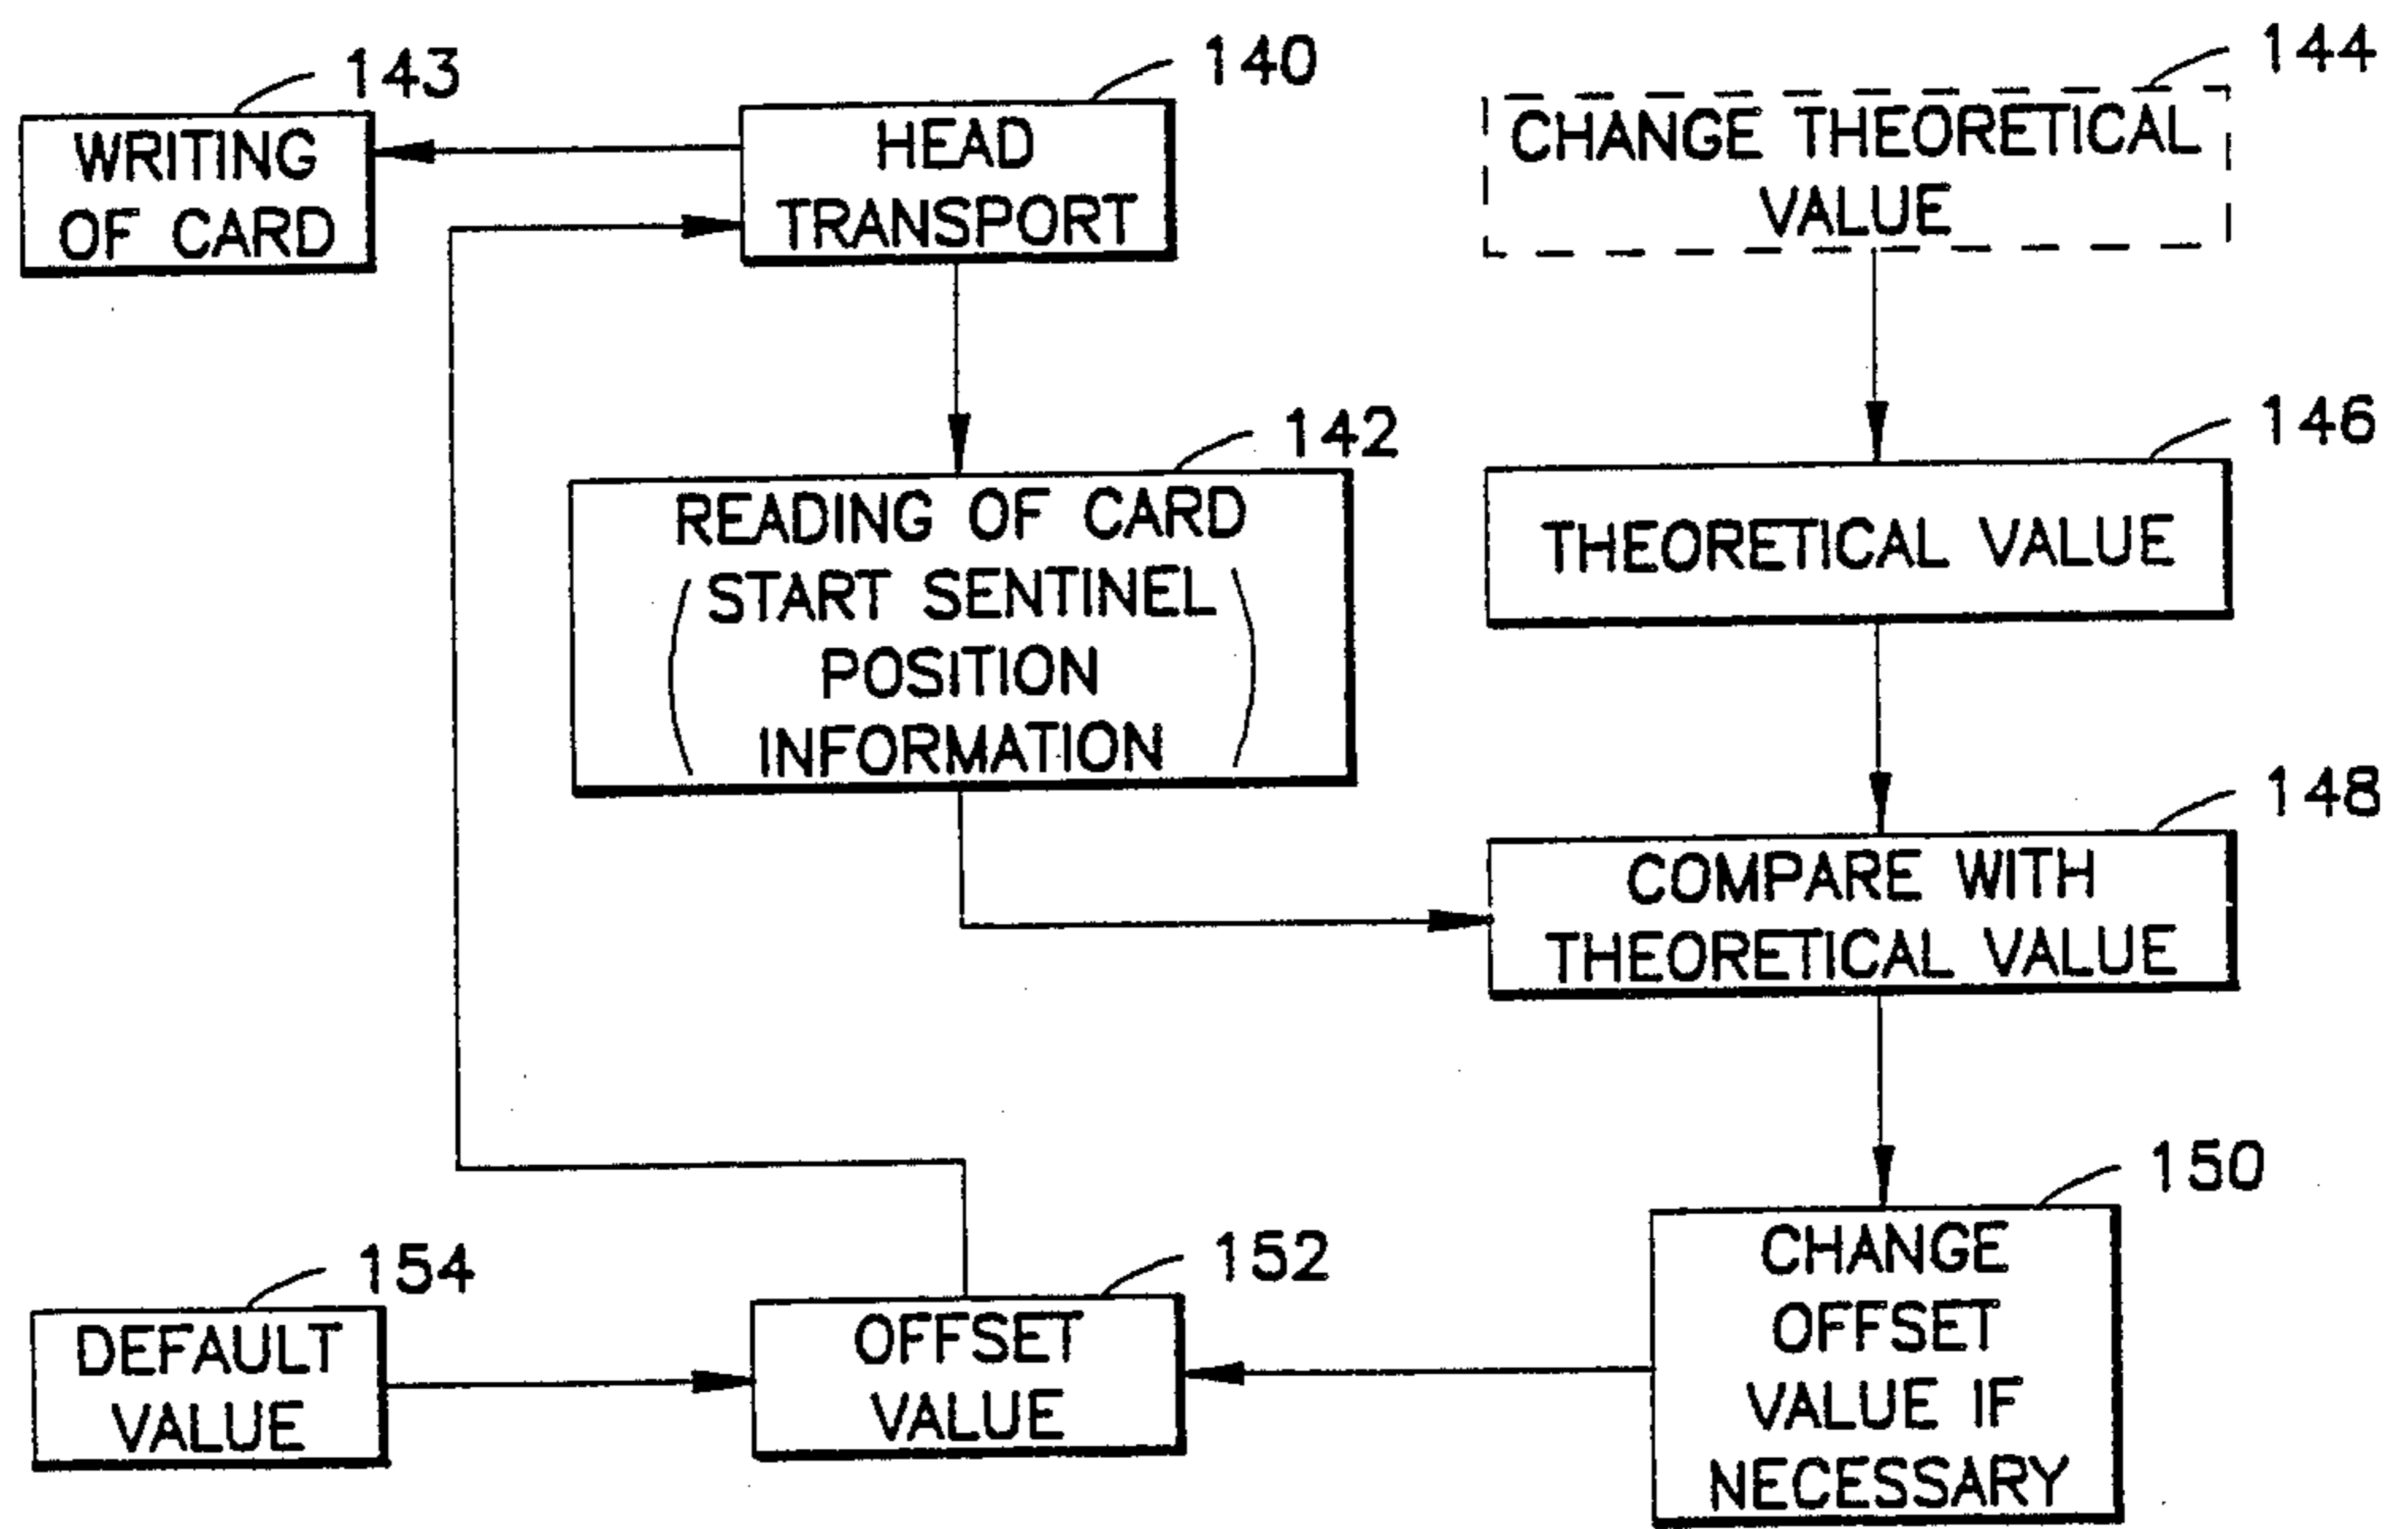 143
WRITING
OF CARD
140
HEAD
TRANSPORT
144
CHANGE THEORETICAL
VALUE
142
READING OF CARD
(START SENTINEL
POSITION
INFORMATION)
146
THEORETICAL VALUE
148
COMPARE WITH
THEORETICAL VALUE
150
CHANGE
OFFSET
VALUE IF
NECESSARY
152
OFFSET
VALUE
154
DEFAULT
VALUE